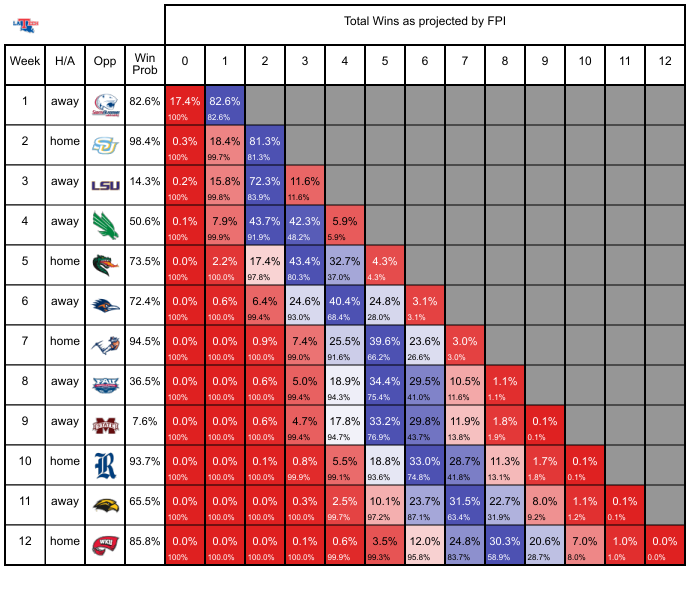 Total Wins as projected by FPI
Week H/A Opp Win Prob 0 1 2 3 4 5 6 7 8 9 10 11 12
1 away 82.6% 17.4% 82.6%
100% 82.6%
2 home 98.4% 0.3% 18.4% 81.3%
100% 99.7% 81.3%
3 away LSU 14.3% 0.2% 15.8% 72.3% 11.6%
100% 99.8% 83.9% 11.6%
4 away 50.6% 0.1% 7.9% 43.7% 42.3% 5.9%
100% 99.9% 91.9% 48.2% 5.9%
5 home 73.5% 0.0% 2.2% 17.4% 43.4% 32.7% 4.3%
100% 100.0% 97.8% 80.3% 37.0% 4.3%
6 away 72.4% 0.0% 0.6% 6.4% 24.6% 40.4% 24.8% 3.1%
100% 100.0% 99.4% 93.0% 68.4% 28.0% 3.1%
7 home 94.5% 0.0% 0.0% 0.9% 7.4% 25.5% 39.6% 23.6% 3.0%
100% 100.0% 100.0% 99.0% 91.6% 66.2% 26.6% 3.0%
8 away 36.5% 0.0% 0.0% 0.6% 5.0% 18.9% 34.4% 29.5% 10.5% 1.1%
100% 100.0% 100.0% 99.4% 94.3% 75.4% 41.0% 11.6% 1.1%
9 away 7.6% 0.0% 0.0% 0.6% 4.7% 17.8% 33.2% 29.8% 11.9% 1.8% 0.1%
100% 100.0% 100.0% 99.4% 94.7% 76.9% 43.7% 13.8% 1.9% 0.1%
10 home 93.7% 0.0% 0.0% 0.1% 0.8% 5.5% 18.8% 33.0% 28.7% 11.3% 1.7% 0.1%
100% 100.0% 100.0% 99.9% 99.1% 93.6% 74.8% 41.8% 13.1% 1.8% 0.1%
11 away 65.5% 0.0% 0.0% 0.0% 0.3% 2.5% 10.1% 23.7% 31.5% 22.7% 8.0% 1.1% 0.1%
100% 100.0% 100.0% 100.0% 99.7% 97.2% 87.1% 63.4% 31.9% 9.2% 1.2% 0.1%
12 home WKU 85.8% 0.0% 0.0% 0.0% 0.1% 0.6% 3.5% 12.0% 24.8% 30.3% 20.6% 7.0% 1.0% 0.0%
100% 100.0% 100.0% 100.0% 99.9% 99.3% 95.8% 83.7% 58.9% 28.7% 8.0% 1.0% 0.0%